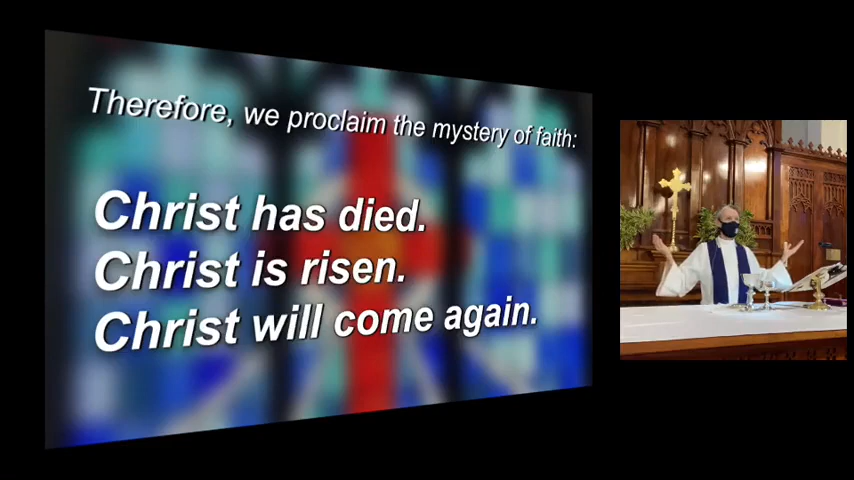 Therefore, we proclaim the mystery of faith:
Christ has died.
Christ is risen.
Christ will come again.